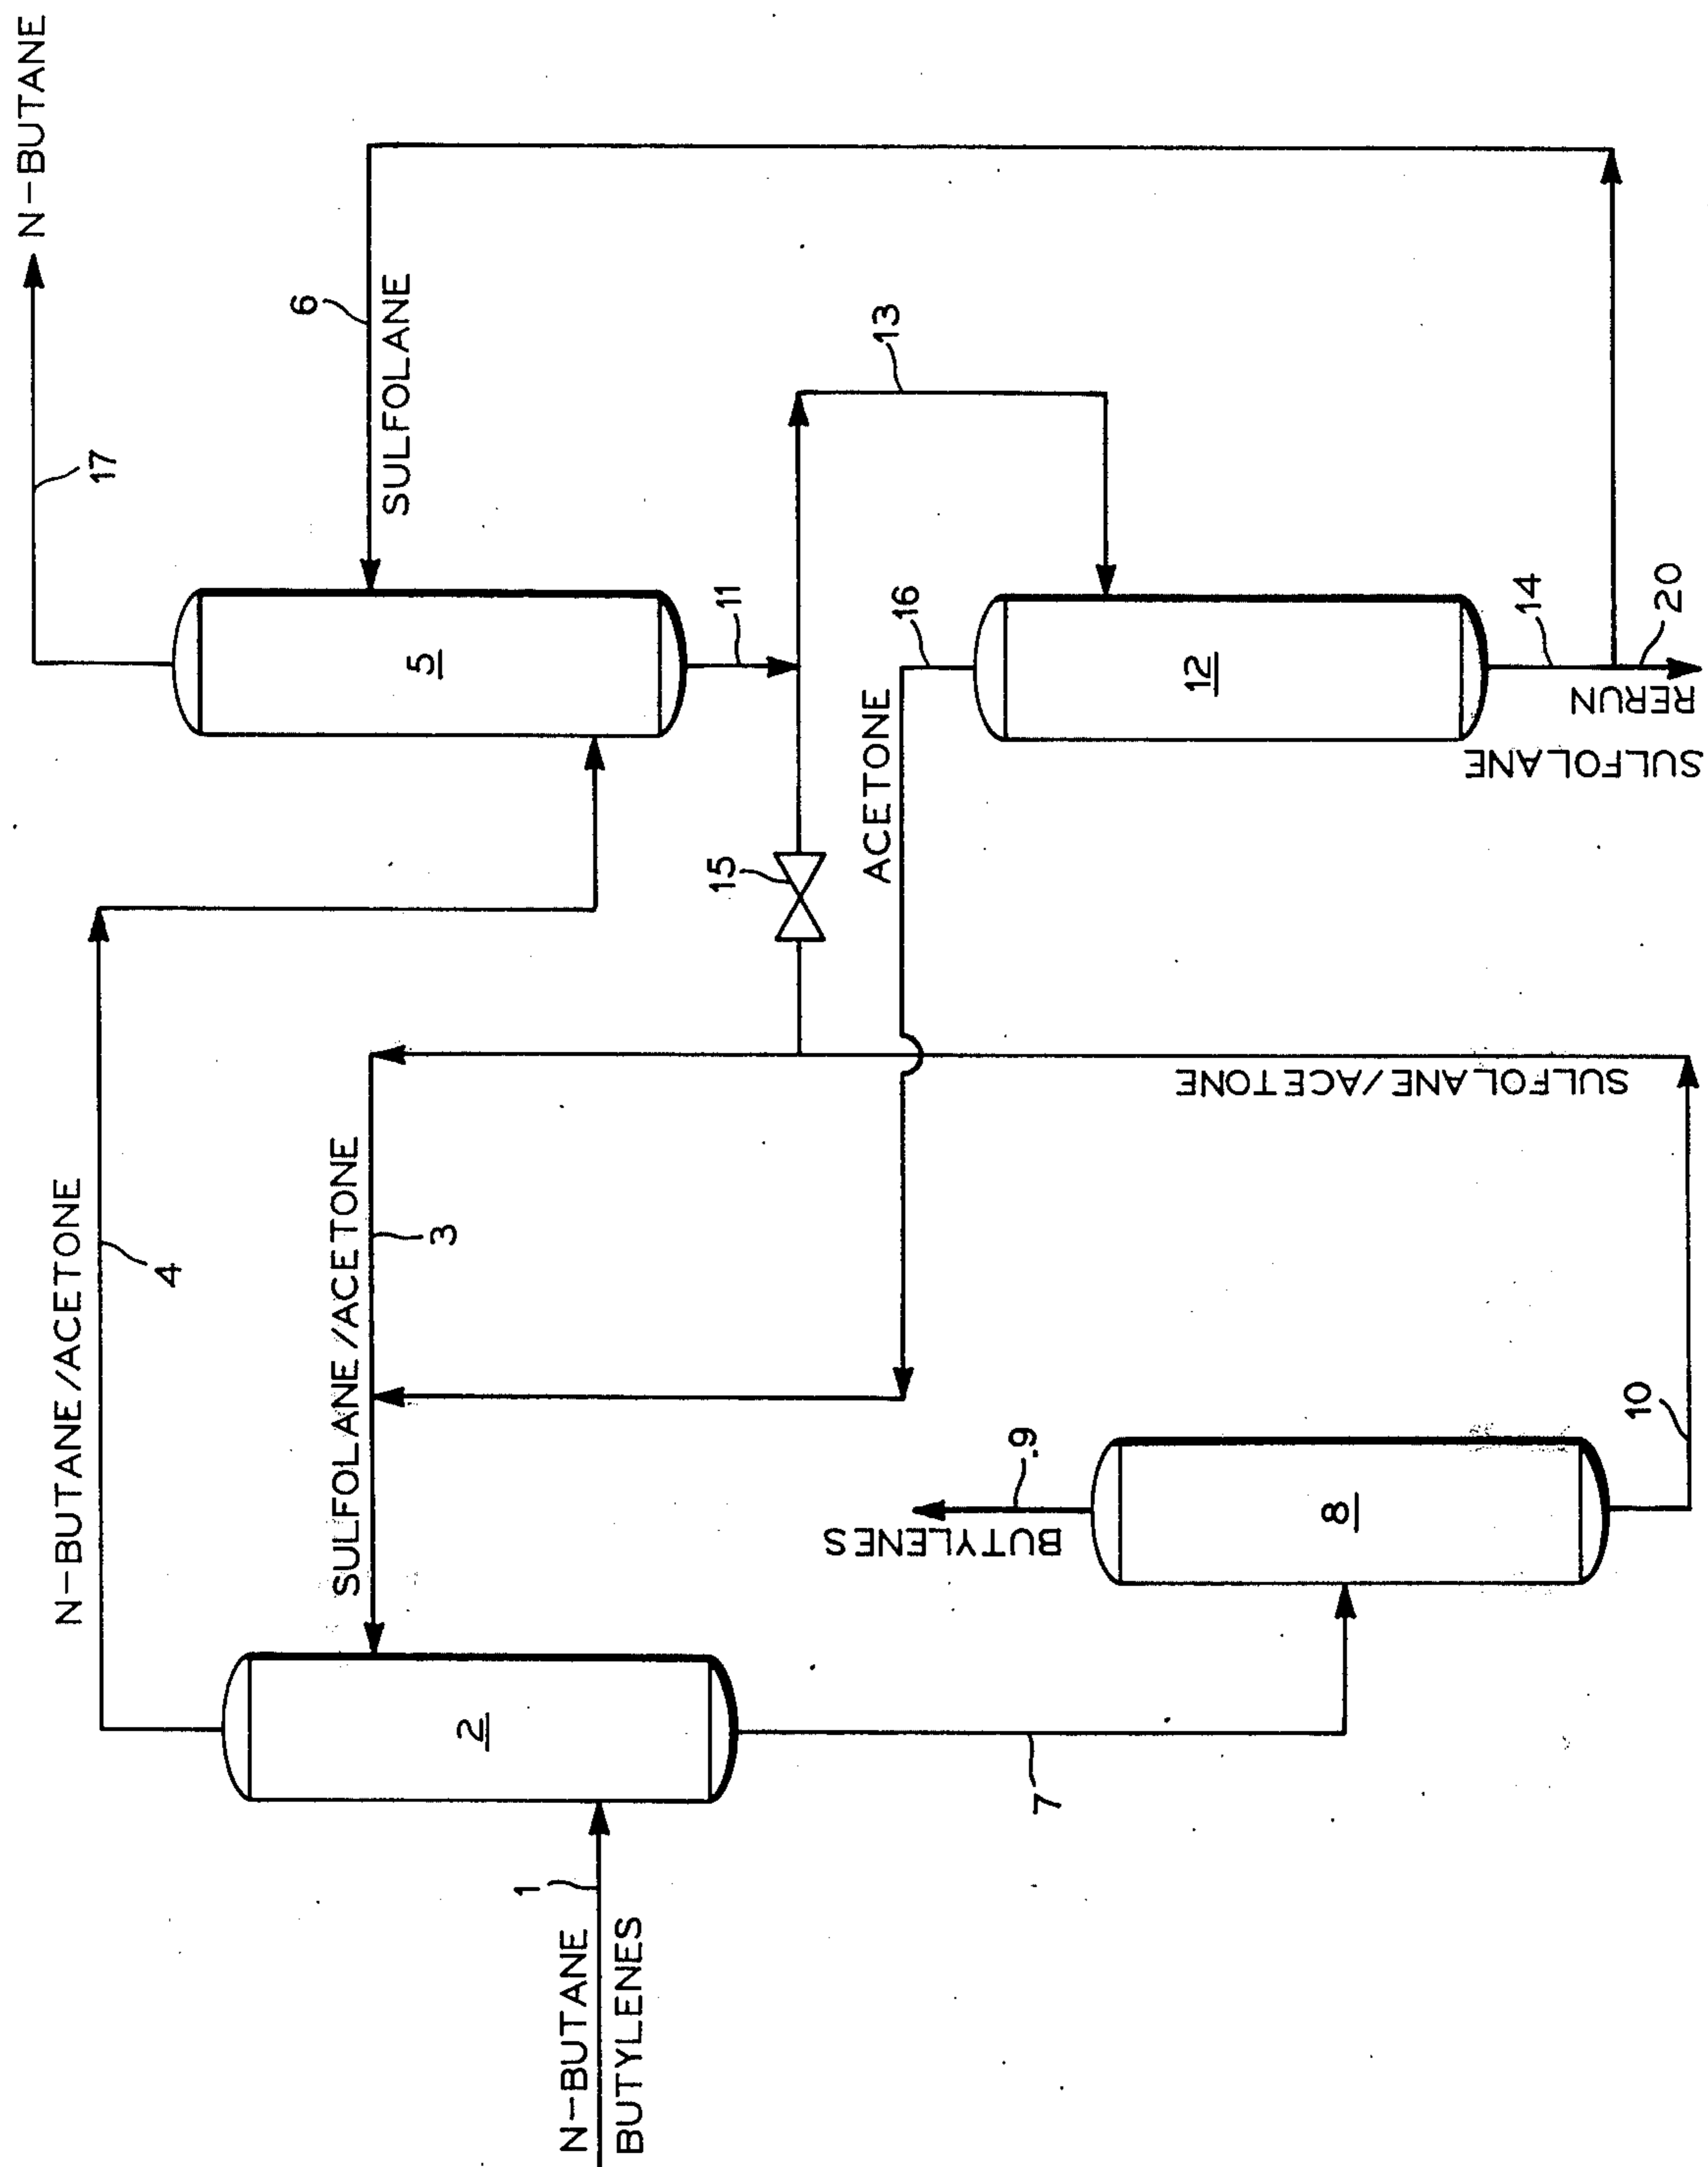 N-BUTANE
17
6
SULFOLANE
N-BUTANE/ACETONE
4
5
11
13
15
ACETONE
16
12
14
20
RERUN
SULFOLANE
SULFOLANE/ACETONE
3
SULFOLANE/ACETONE
2
BUTYLENES
9
8
10
7
1
N-BUTANE
BUTYLENES